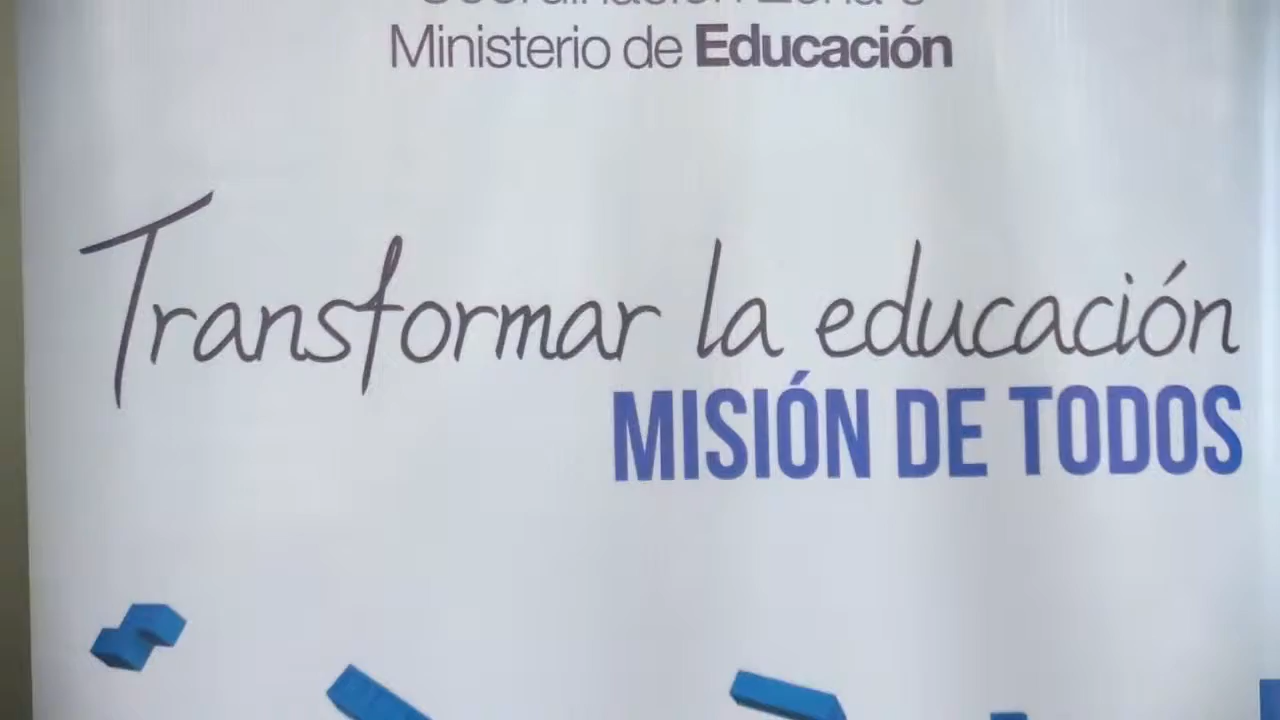 Ministerio de Educación
Transformar la educación
MISIÓN DE TODOS